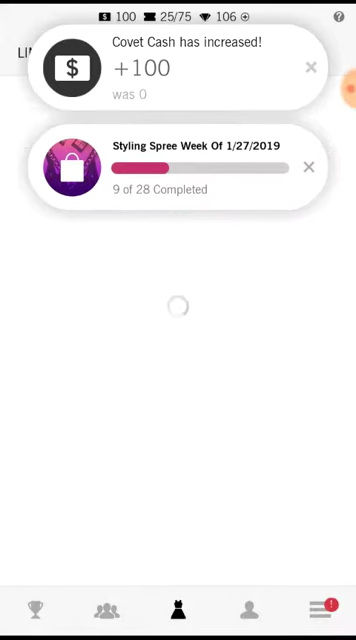 $ 100 25/75 106 ?
LI
Covet Cash has increased!
$ +100
was 0
Styling Spree Week Of 1/27/2019
9 of 28 Completed
!